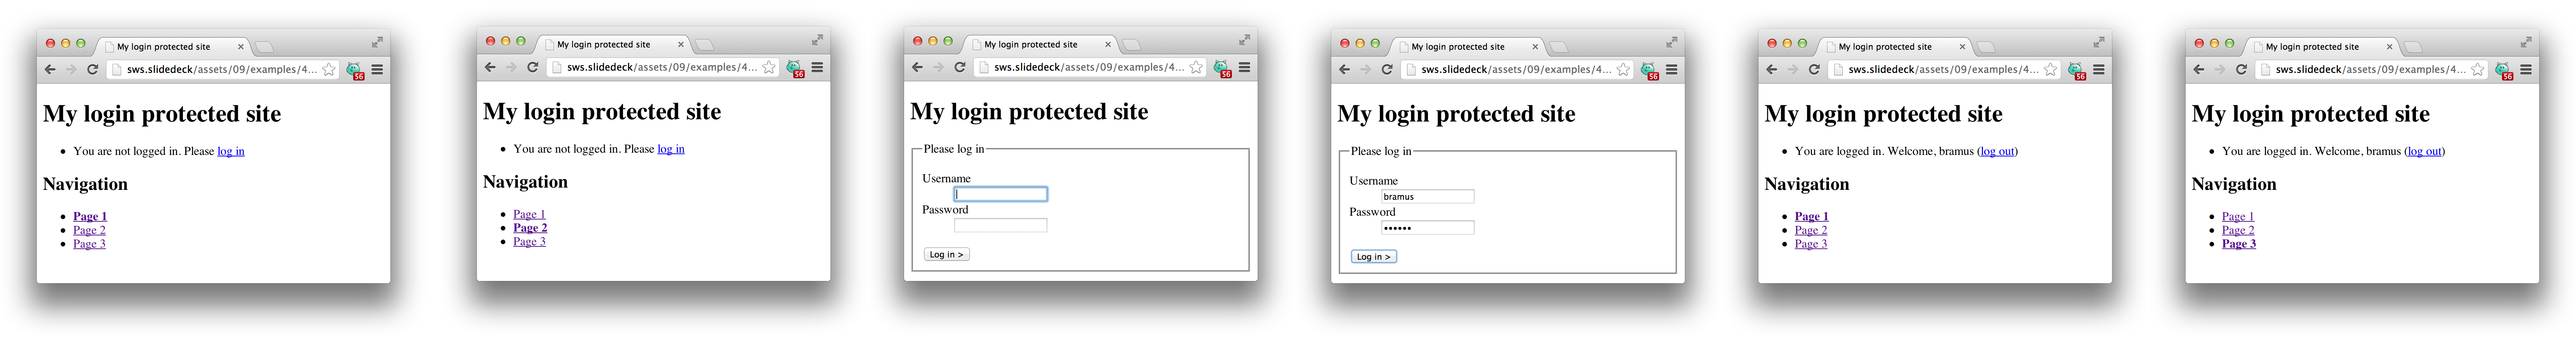 My login protected site
sws.slidedeck/assets/09/examples/4...
56
My login protected site
You are not logged in. Please log in
Navigation
Page 1
Page 2
Page 3
My login protected site
sws.slidedeck/assets/09/examples/4...
56
My login protected site
You are not logged in. Please log in
Navigation
Page 1
Page 2
Page 3
My login protected site
sws.slidedeck/assets/09/examples/4...
56
My login protected site
Please log in
Username
Password
Log in >
My login protected site
sws.slidedeck/assets/09/examples/4...
56
My login protected site
Please log in
Username
bramus
Password
••••••
Log in >
My login protected site
sws.slidedeck/assets/09/examples/4...
56
My login protected site
You are logged in. Welcome, bramus (log out)
Navigation
Page 1
Page 2
Page 3
My login protected site
sws.slidedeck/assets/09/examples/4...
56
My login protected site
You are logged in. Welcome, bramus (log out)
Navigation
Page 1
Page 2
Page 3